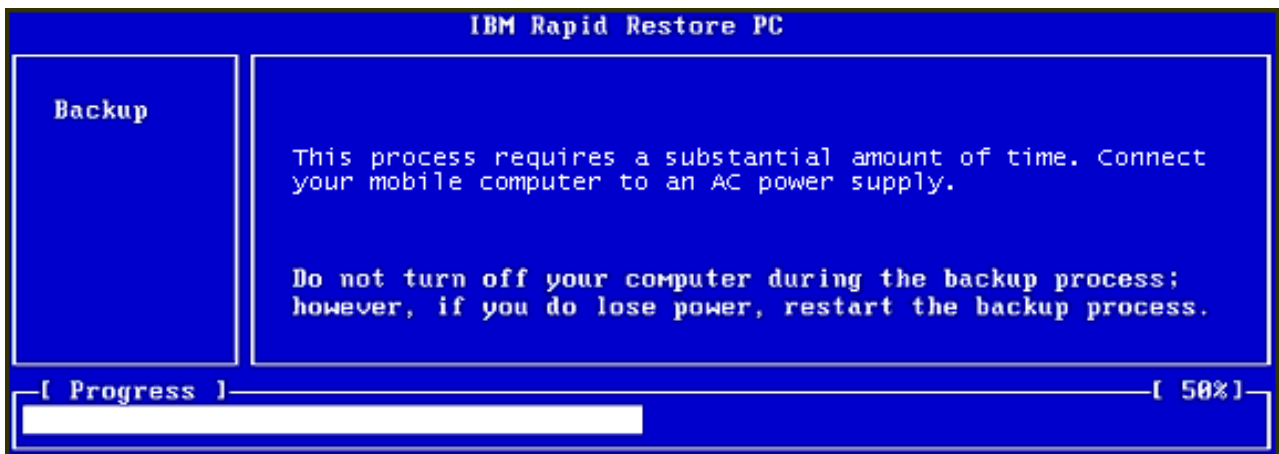 IBM Rapid Restore PC
Backup
This process requires a substantial amount of time. Connect
your mobile computer to an AC power supply.
Do not turn off your computer during the backup process;
however, if you do lose power, restart the backup process.
[ Progress ]
[ 50%]